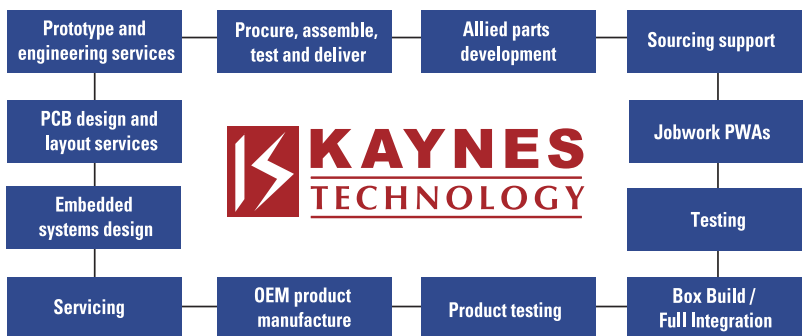 Prototype and
engineering services
Procure, assemble,
test and deliver
Allied parts
development
Sourcing support
PCB design and
layout services
KAYNES
TECHNOLOGY
Jobwork PWAs
Embedded
systems design
Testing
Servicing
OEM product
manufacture
Product testing
Box Build /
Full Integration